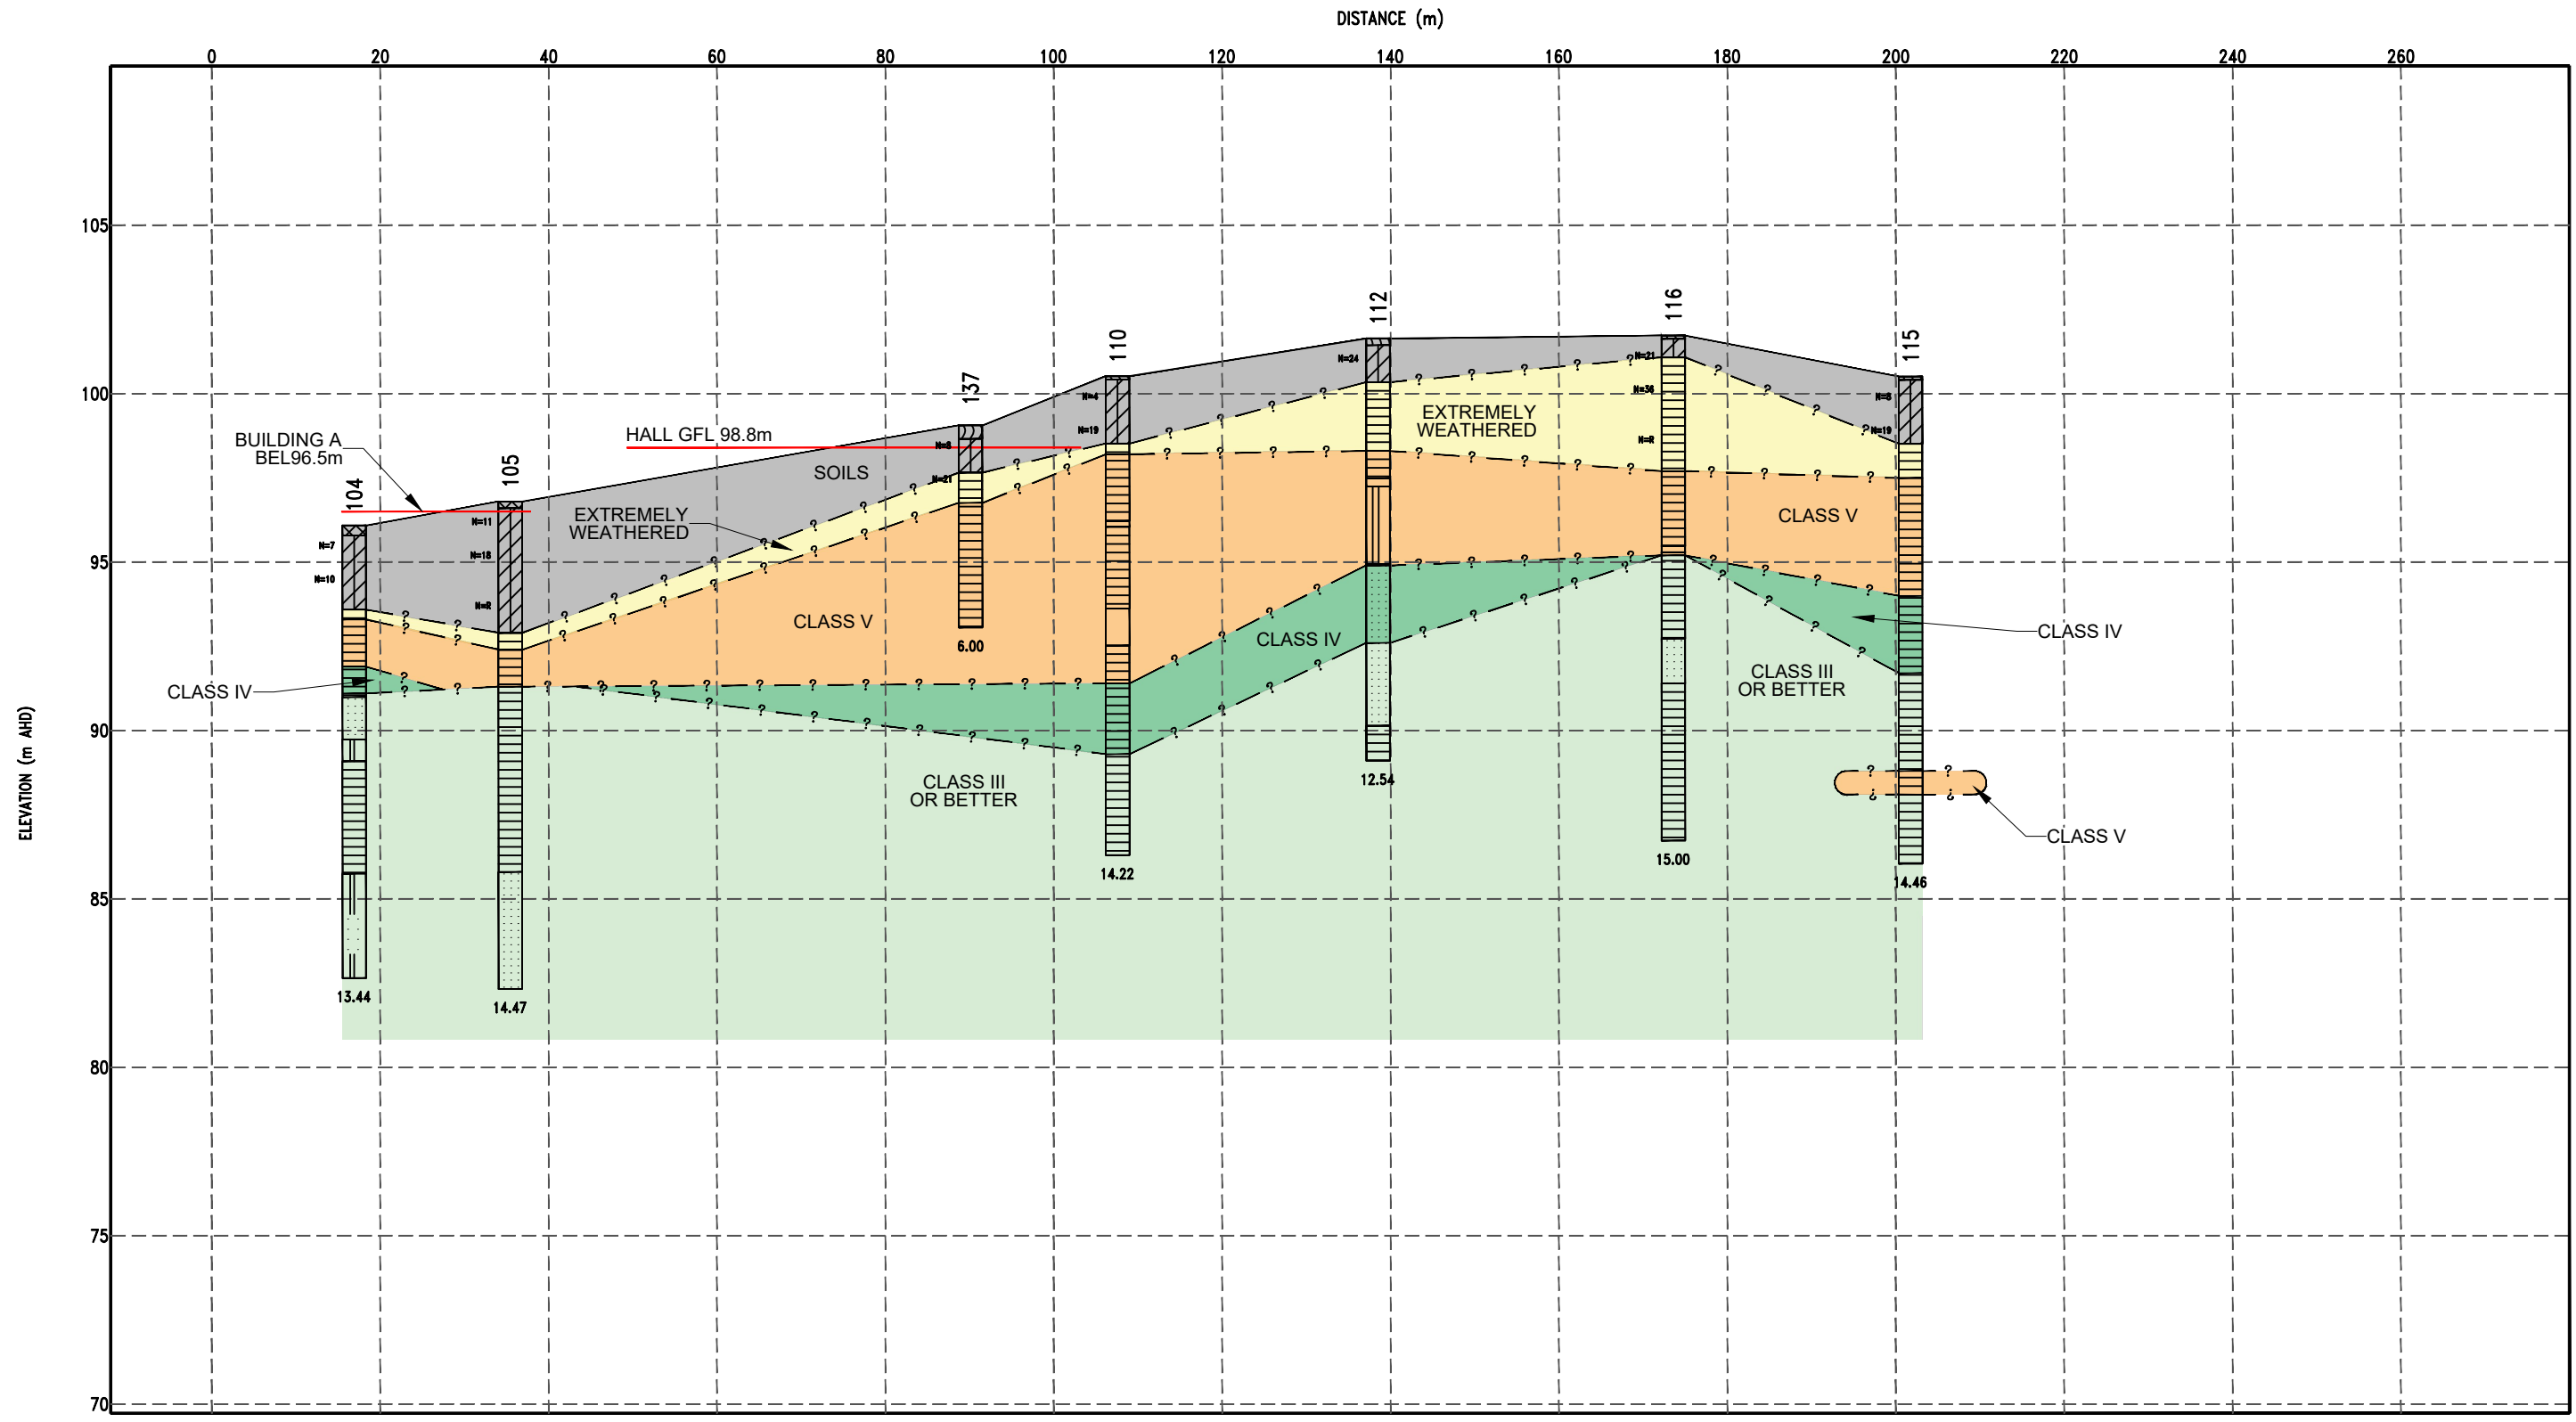 DISTANCE (m)
0 20 40 60 80 100 120 140 160 180 200 220 240 260
105
100
95
90
85
80
75
70
ELEVATION (m AHD)
104
105
137
110
112
116
115
BUILDING A
BEL96.5m
HALL GFL 98.8m
SOILS
EXTREMELY
WEATHERED
EXTREMELY
WEATHERED
CLASS V
CLASS V
CLASS IV
CLASS IV
CLASS IV
CLASS III
OR BETTER
CLASS III
OR BETTER
CLASS V
N=7
N=10
N=11
N=18
N=R
N=8
N=21
N=4
N=19
N=24
N=21
N=36
N=R
N=8
N=19
13.44
14.47
6.00
14.22
12.54
15.00
14.46